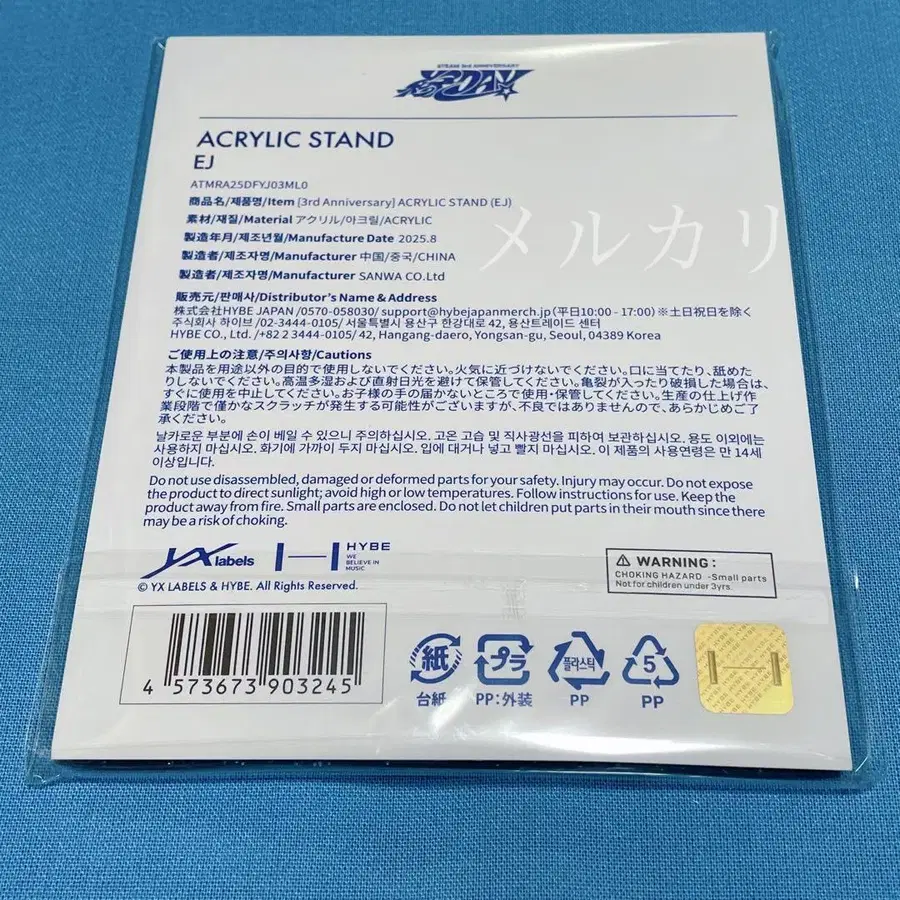 &TEAM 3rd ANNIVERSARY
ACRYLIC STAND
EJ
ATMRA25DFYJ03ML0
商品名/제품명/Item [3rd Anniversary] ACRYLIC STAND (EJ)
素材/재질/Material アクリル/아크릴/ACRYLIC
製造年月/제조년월/Manufacture Date 2025.8
製造者/제조자명/Manufacturer 中国/중국/CHINA
製造者/제조자명/Manufacturer SANWA CO.Ltd
メルカリ
販売元/판매사/Distributor's Name & Address
株式会社HYBE JAPAN /0570-058030/ support@hybejapanmerch.jp (平日10:00 - 17:00) ※土日祝日を除く
주식회사 하이브 /02-3444-0105/ 서울특별시 용산구 한강대로 42, 용산트레이드 센터
HYBE CO., Ltd. /+82 2 3444-0105/ 42, Hangang-daero, Yongsan-gu, Seoul, 04389 Korea
ご使用上の注意/주의사항/Cautions
本製品を用途以外の目的で使用しないでください。火気に近づけないでください。口に当てたり、舐めた
りしないでください。高温多湿および直射日光を避けて保管してください。亀裂が入ったり破損した場合は、
すぐに使用を中止してください。お子様の手の届かないところで使用・保管してください。生産の仕上げ作
業段階で僅かなスクラッチが発生する可能性がございますが、不良ではありませんので、あらかじめご了
承ください。
날카로운 부분에 손이 베일 수 있으니 주의하십시오. 고온 고습 및 직사광선을 피하여 보관하십시오. 용도 이외에는
사용하지 마십시오. 화기에 가까이 두지 마십시오. 입에 대거나 넣고 빨지 마십시오. 이 제품의 사용연령은 만 14세
이상입니다.
Do not use disassembled, damaged or deformed parts for your safety. Injury may occur. Do not expose
the product to direct sunlight; avoid high or low temperatures. Follow instructions for use. Keep the
product away from fire. Small parts are enclosed. Do not let children put parts in their mouth since there
may be a risk of choking.
YX labels
HYBE
WE
BELIEVE IN
MUSIC
© YX LABELS & HYBE. All Rights Reserved.
WARNING :
CHOKING HAZARD -Small parts
Not for children under 3yrs.
4 573673 903245
紙
台紙
プラ
PP:外装
플라스틱
PP
5
PP